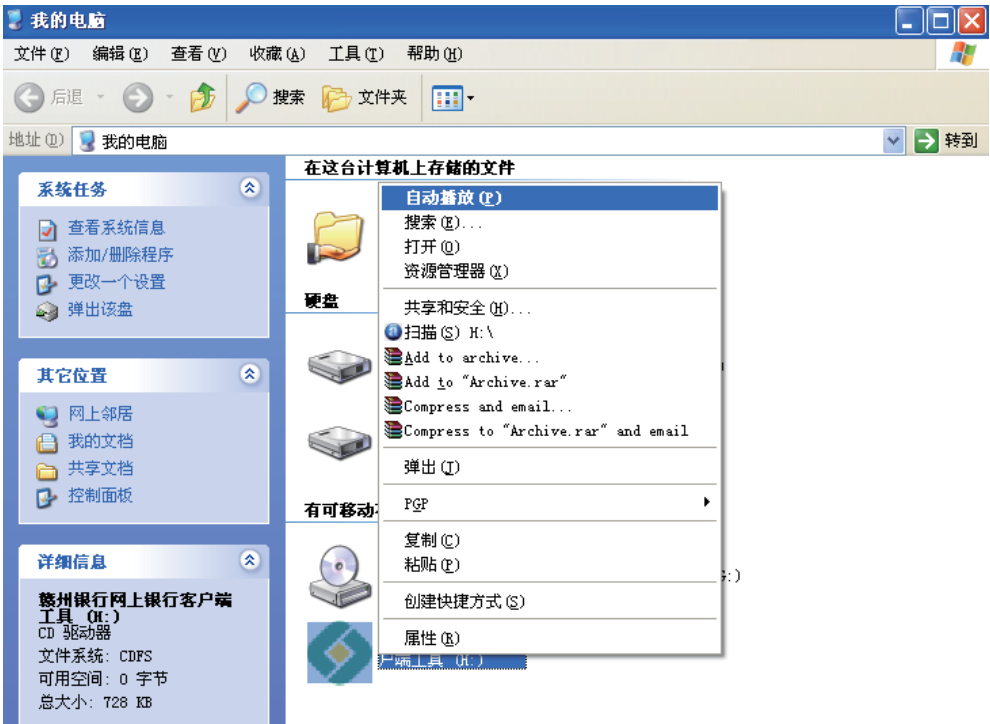 我的电脑
文件(F) 编辑(E) 查看(V) 收藏(A) 工具(T) 帮助(H)
后退 搜索 文件夹
地址(D) 我的电脑 转到
系统任务
查看系统信息
添加/删除程序
更改一个设置
弹出该盘
其它位置
网上邻居
我的文档
共享文档
控制面板
详细信息
赣州银行网上银行客户端
工具 (H:)
CD 驱动器
文件系统: CDFS
可用空间: 0 字节
总大小: 728 KB
在这台计算机上存储的文件
硬盘
有可移动
自动播放(P)
搜索(E)...
打开(O)
资源管理器(X)
共享和安全(H)...
扫描(S) H:\
Add to archive...
Add to "Archive.rar"
Compress and email...
Compress to "Archive.rar" and email
弹出(J)
PGP
复制(C)
粘贴(P)
创建快捷方式(S)
属性(R)
:)
户端工具 (H:)